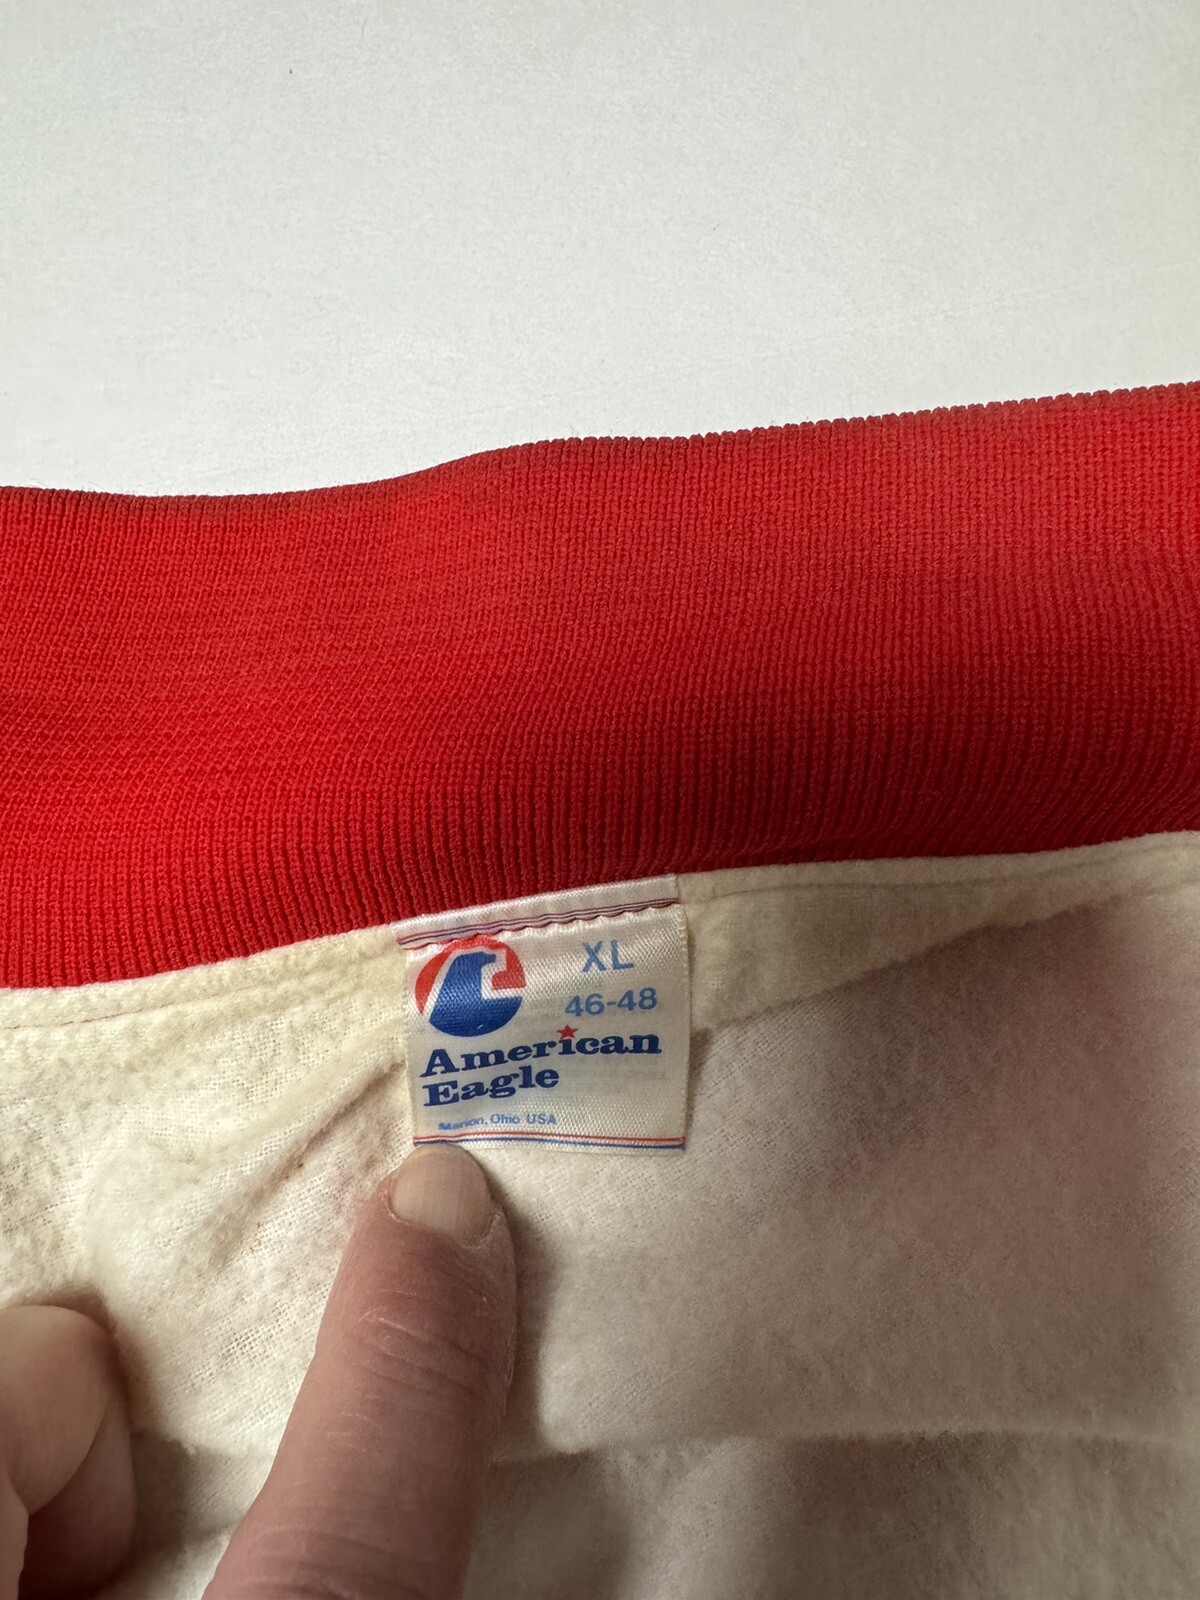 XL
46-48
American
Eagle
Marion, Ohio USA